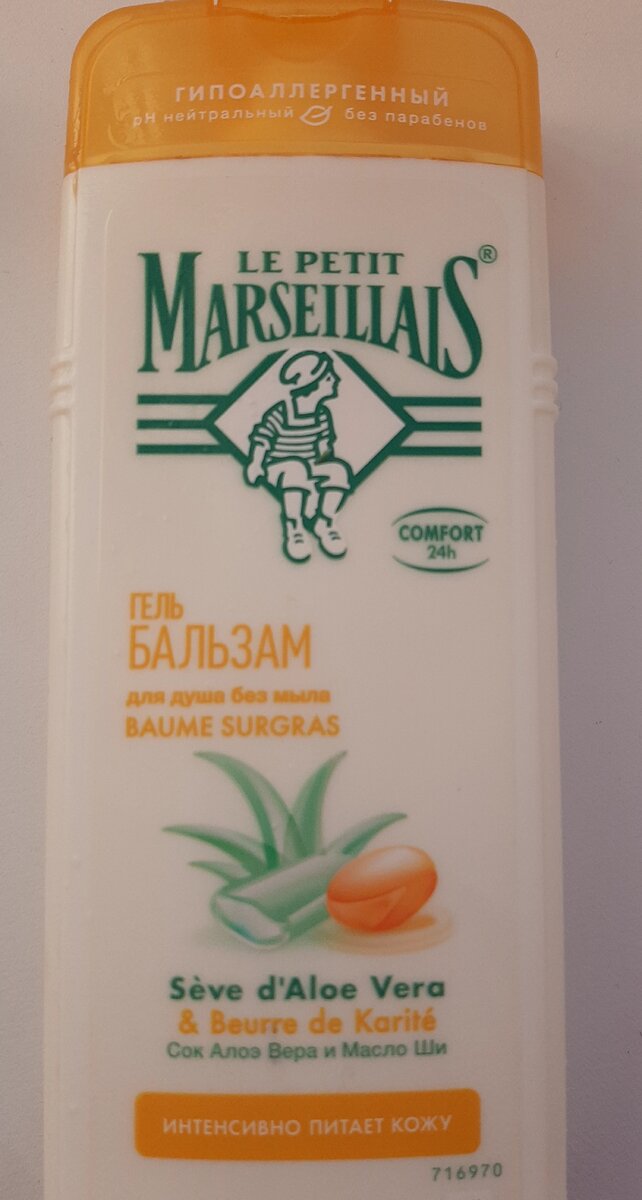 ГИПОАЛЛЕРГЕННЫЙ
pH нейтральный без парабенов
LE PETIT
MARSEILLAIS®
COMFORT
24h
ГЕЛЬ
БАЛЬЗАМ
для душа без мыла
BAUME SURGRAS
Sève d'Aloe Vera
& Beurre de Karité
Сок Алоэ Вера и Масло Ши
ИНТЕНСИВНО ПИТАЕТ КОЖУ
716970